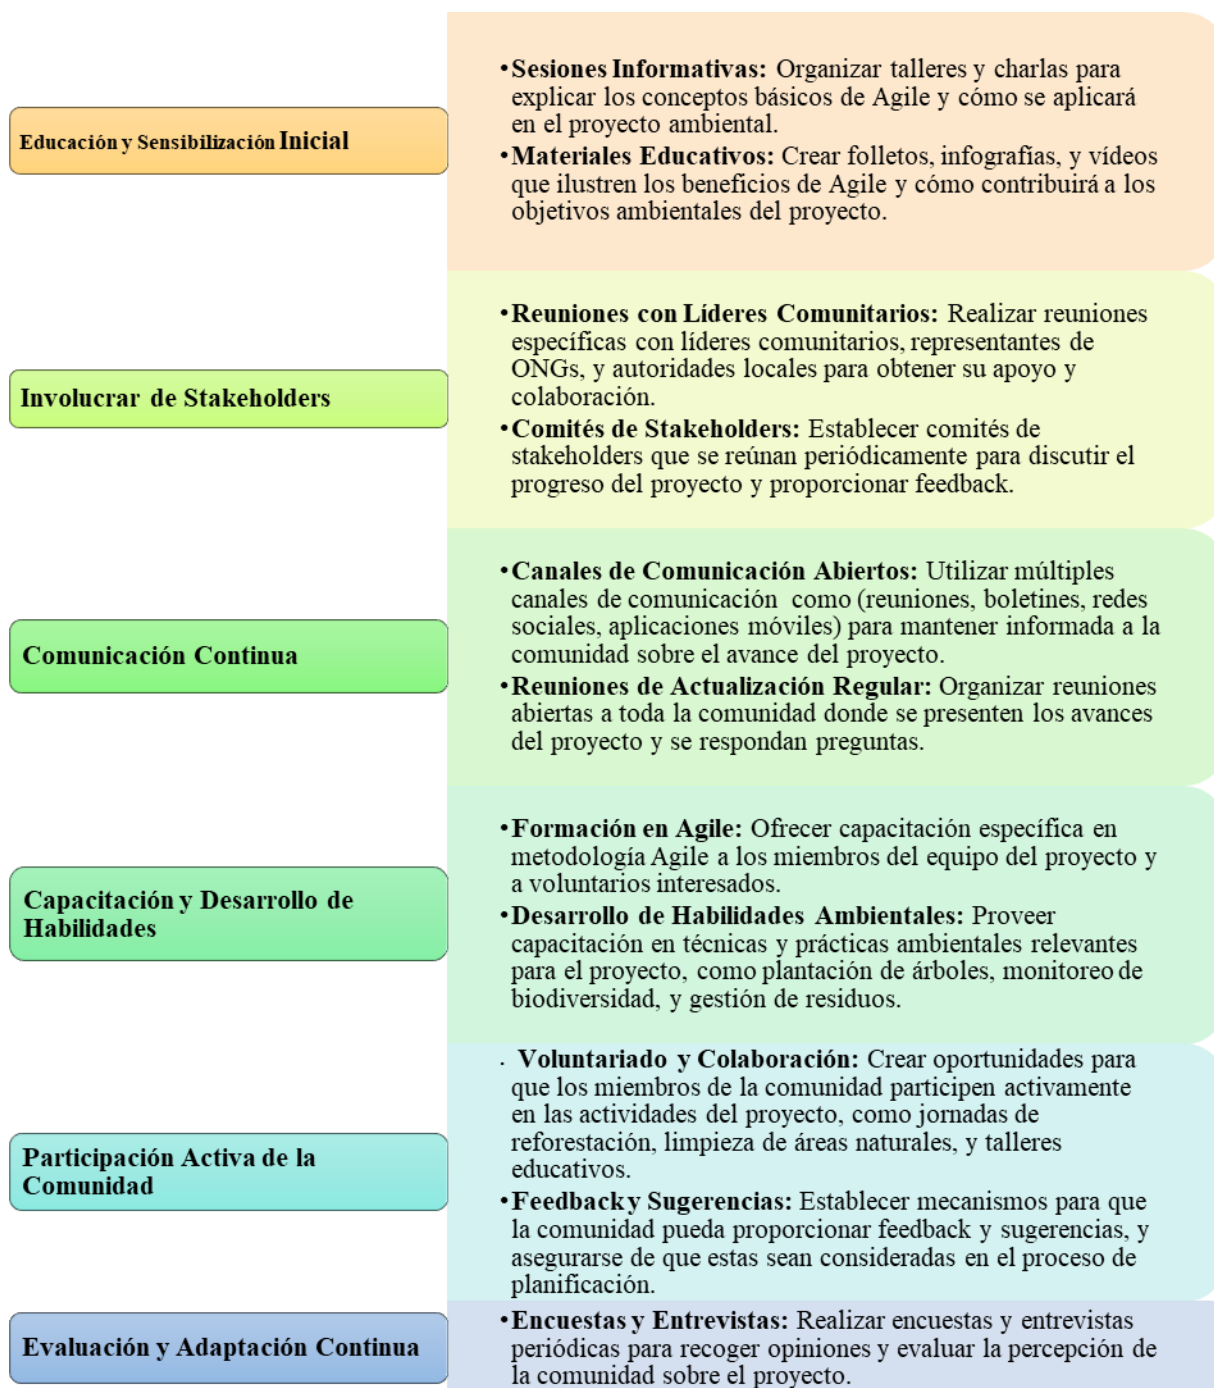 Educación y Sensibilización Inicial
•Sesiones Informativas: Organizar talleres y charlas para
explicar los conceptos básicos de Agile y cómo se aplicará
en el proyecto ambiental.
•Materiales Educativos: Crear folletos, infografías, y vídeos
que ilustren los beneficios de Agile y cómo contribuirá a los
objetivos ambientales del proyecto.
Involucrar de Stakeholders
•Reuniones con Líderes Comunitarios: Realizar reuniones
específicas con líderes comunitarios, representantes de
ONGs, y autoridades locales para obtener su apoyo y
colaboración.
•Comités de Stakeholders: Establecer comités de
stakeholders que se reúnan periódicamente para discutir el
progreso del proyecto y proporcionar feedback.
Comunicación Continua
•Canales de Comunicación Abiertos: Utilizar múltiples
canales de comunicación como (reuniones, boletines, redes
sociales, aplicaciones móviles) para mantener informada a la
comunidad sobre el avance del proyecto.
•Reuniones de Actualización Regular: Organizar reuniones
abiertas a toda la comunidad donde se presenten los avances
del proyecto y se respondan preguntas.
Capacitación y Desarrollo de
Habilidades
•Formación en Agile: Ofrecer capacitación específica en
metodología Agile a los miembros del equipo del proyecto y
a voluntarios interesados.
•Desarrollo de Habilidades Ambientales: Proveer
capacitación en técnicas y prácticas ambientales relevantes
para el proyecto, como plantación de árboles, monitoreo de
biodiversidad, y gestión de residuos.
Participación Activa de la
Comunidad
. Voluntariado y Colaboración: Crear oportunidades para
que los miembros de la comunidad participen activamente
en las actividades del proyecto, como jornadas de
reforestación, limpieza de áreas naturales, y talleres
educativos.
•Feedback y Sugerencias: Establecer mecanismos para que
la comunidad pueda proporcionar feedback y sugerencias, y
asegurarse de que estas sean consideradas en el proceso de
planificación.
Evaluación y Adaptación Continua
•Encuestas y Entrevistas: Realizar encuestas y entrevistas
periódicas para recoger opiniones y evaluar la percepción de
la comunidad sobre el proyecto.